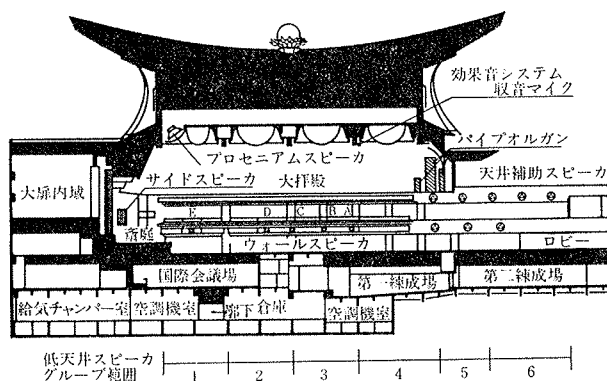 効果音システム
収音マイク
パイプオルガン
プロセニアムスピーカ
天井補助スピーカ
大扉内域
サイドスピーカ
大拝殿
E D C B A
斎庭
ウォールスピーカ
ロビー
国際会議場
第一練成場
第二練成場
給気チャンバー室
空調機室
廊下
倉庫
空調機室
低天井スピーカ
グループ範囲
1 2 3 4 5 6